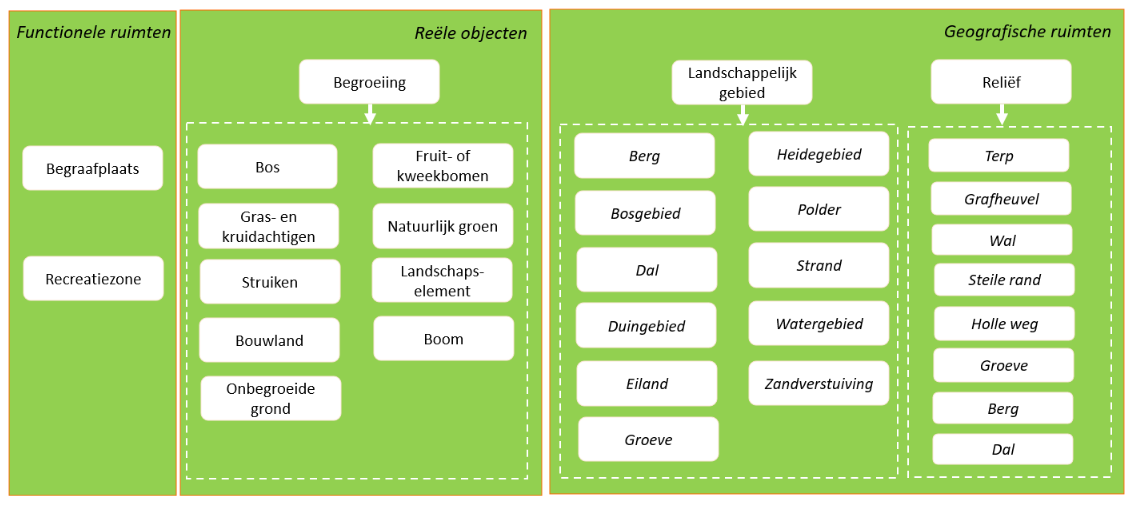 Functionele ruimten
Begraafplaats
Recreatiezone
Reële objecten
Begroeiing
Bos
Gras- en
kruidachtigen
Struiken
Bouwland
Onbegroeide
grond
Fruit- of
kweekbomen
Natuurlijk groen
Landschaps-
element
Boom
Geografische ruimten
Landschappelijk
gebied
Berg
Bosgebied
Dal
Duingebied
Eiland
Groeve
Heidegebied
Polder
Strand
Watergebied
Zandverstuiving
Reliëf
Terp
Grafheuvel
Wal
Steile rand
Holle weg
Groeve
Berg
Dal